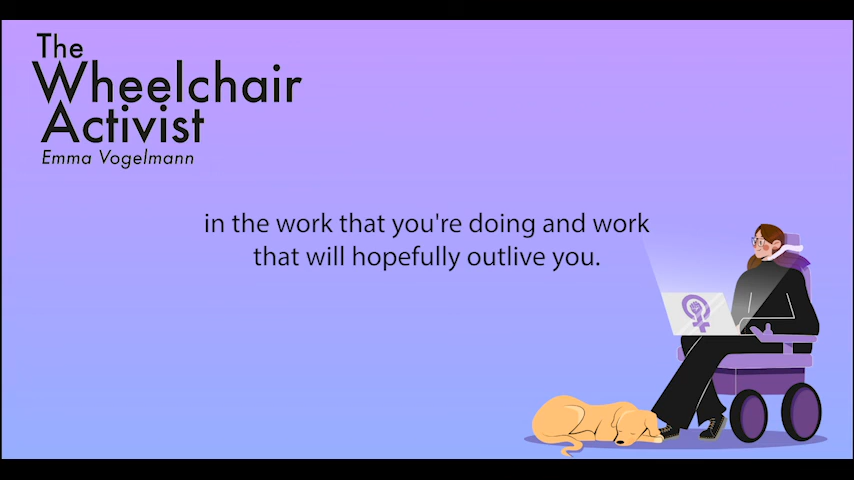 The
Wheelchair
Activist
Emma Vogelmann
in the work that you're doing and work
that will hopefully outlive you.